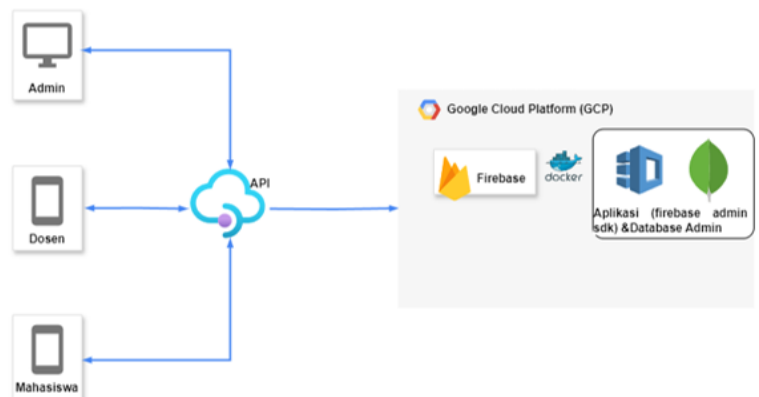 Admin
Google Cloud Platform (GCP)
API
Firebase
docker
Aplikasi (firebase admin
sdk) &Database Admin
Dosen
Mahasiswa